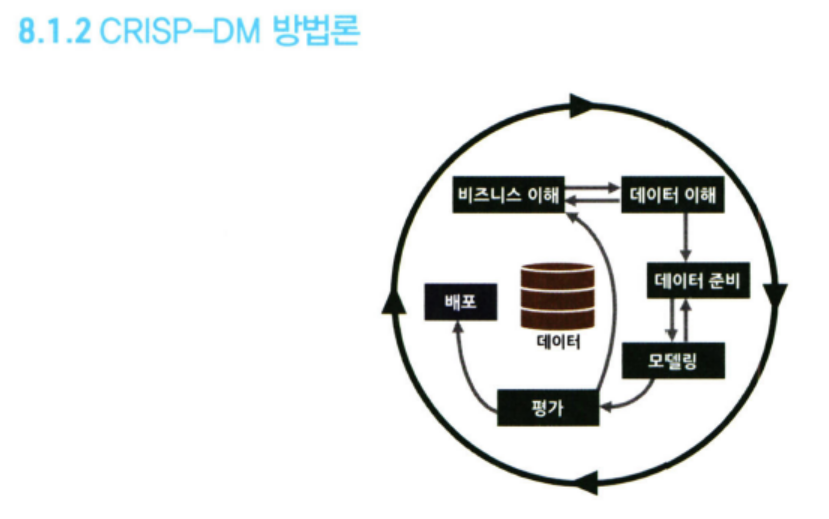 8.1.2 CRISP-DM 방법론
비즈니스 이해
데이터 이해
데이터 준비
배포
데이터
모델링
평가